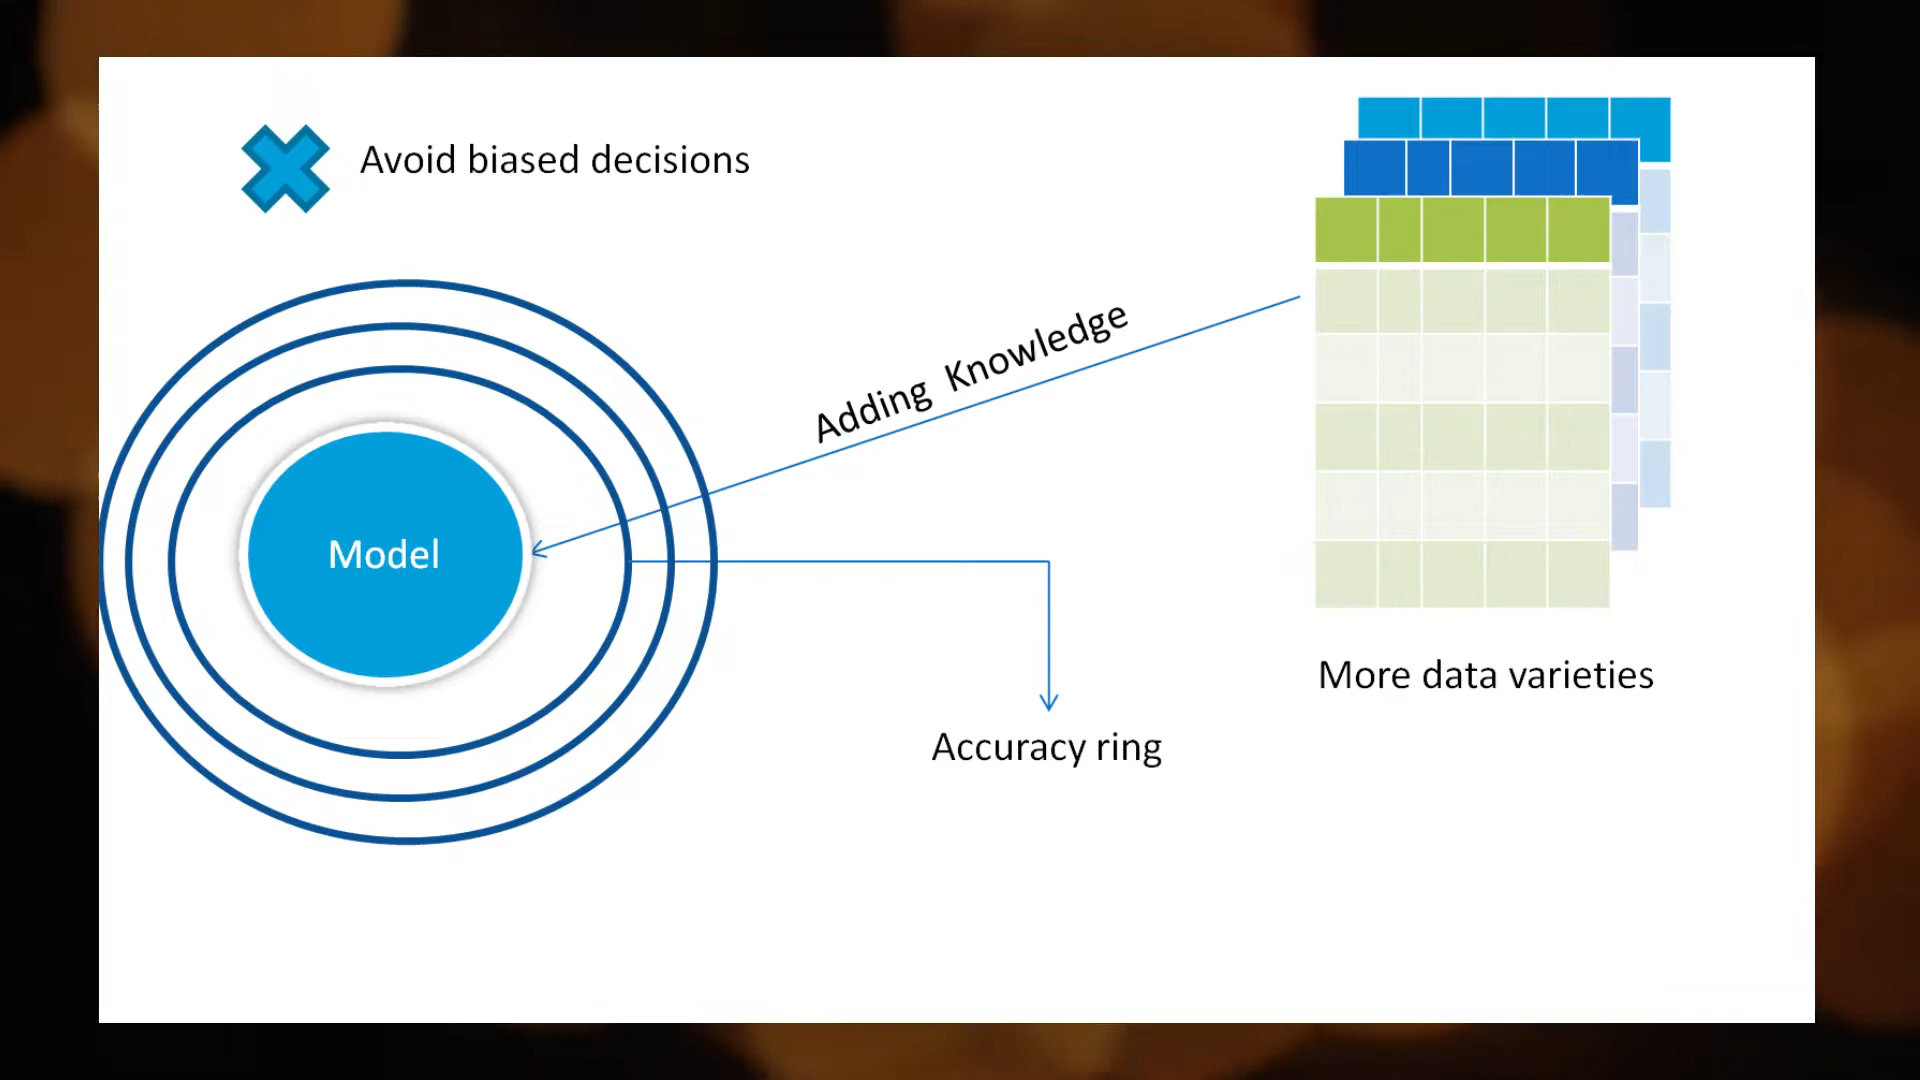 Avoid biased decisions
Adding Knowledge
Model
More data varieties
Accuracy ring